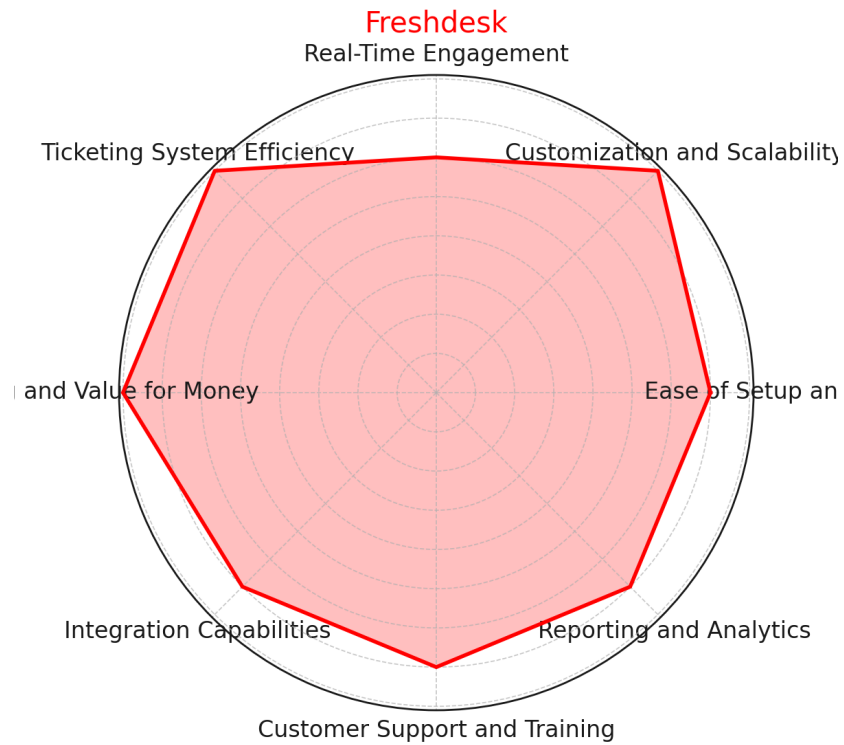 Freshdesk
Real-Time Engagement
Ticketing System Efficiency
Customization and Scalability
and Value for Money
Ease of Setup an
Integration Capabilities
Reporting and Analytics
Customer Support and Training